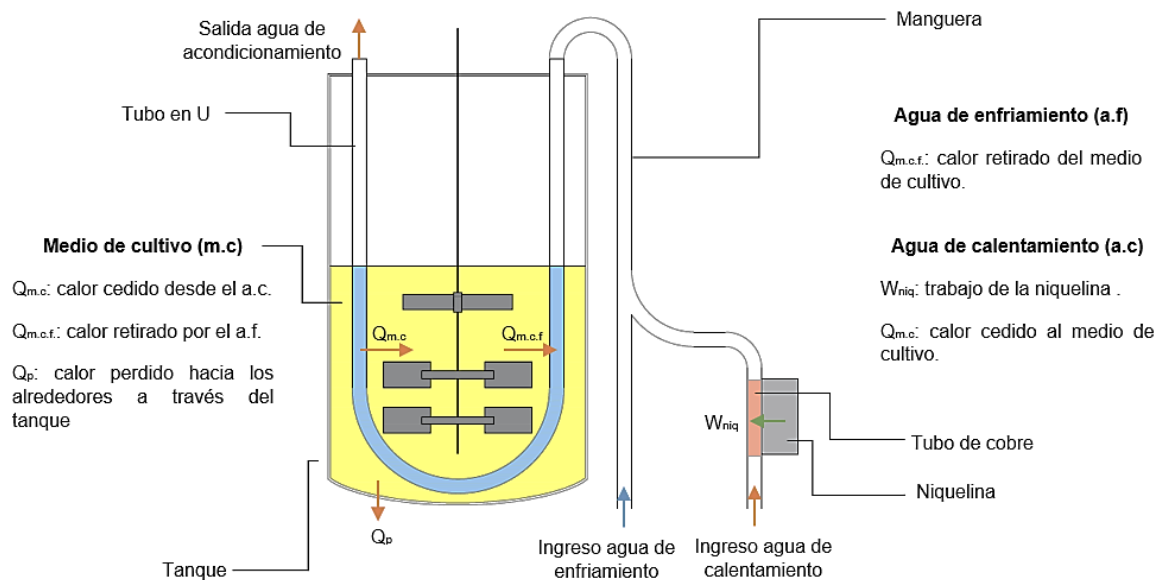 Salida agua de
acondicionamiento
Tubo en U
Medio de cultivo (m.c)
Qm.c: calor cedido desde el a.c.
Qm.c.f.: calor retirado por el a.f.
Qp: calor perdido hacia los
alrededores a través del
tanque
Tanque
Qm.c
Qm.c.f
Qp
Manguera
Agua de enfriamiento (a.f)
Qm.c.f.: calor retirado del medio
de cultivo.
Agua de calentamiento (a.c)
Wniq: trabajo de la niquelina .
Qm.c: calor cedido al medio de
cultivo.
Wniq
Tubo de cobre
Niquelina
Ingreso agua de
enfriamiento
Ingreso agua de
calentamiento